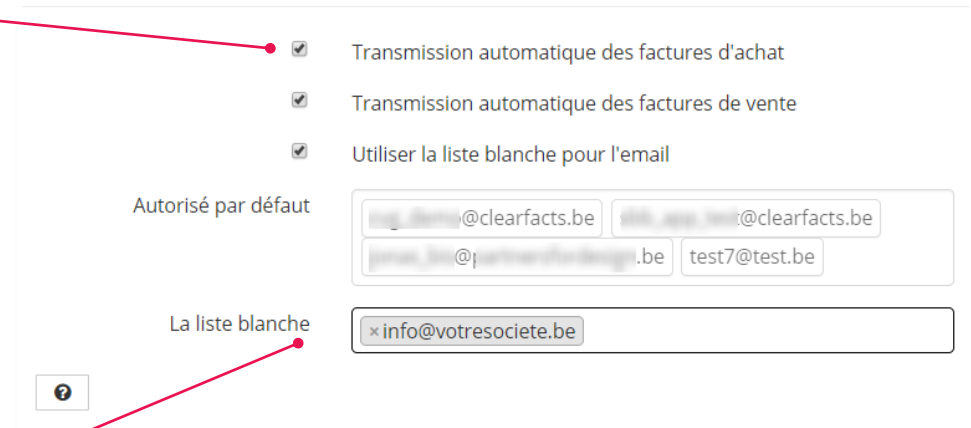 Transmission automatique des factures d'achat
Transmission automatique des factures de vente
Utiliser la liste blanche pour l'email
Autorisé par défaut
@clearfacts.be
@clearfacts.be
@
.be
test7@test.be
La liste blanche
×info@votresociete.be
?